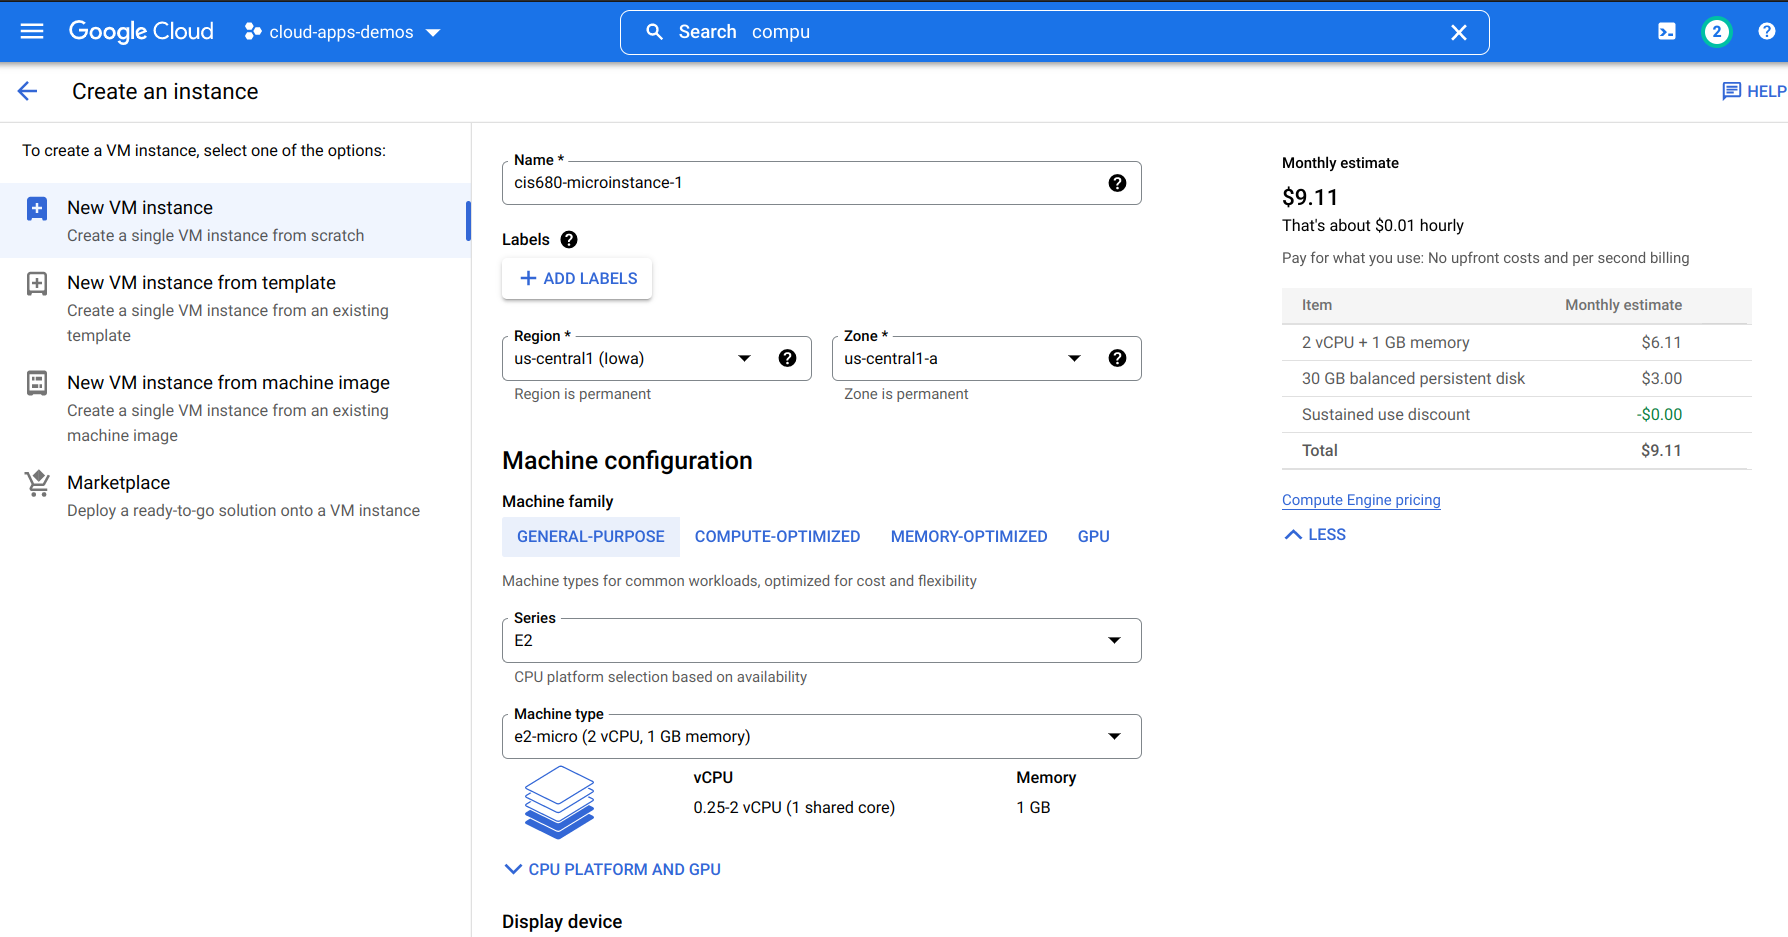 Google Cloud
cloud-apps-demos
Search compu
2
Create an instance
HELP
To create a VM instance, select one of the options:
New VM instance
Create a single VM instance from scratch
New VM instance from template
Create a single VM instance from an existing
template
New VM instance from machine image
Create a single VM instance from an existing
machine image
Marketplace
Deploy a ready-to-go solution onto a VM instance
Name *
cis680-microinstance-1
Labels
ADD LABELS
Region *
us-central1 (Iowa)
Region is permanent
Zone *
us-central1-a
Zone is permanent
Machine configuration
Machine family
GENERAL-PURPOSE COMPUTE-OPTIMIZED MEMORY-OPTIMIZED GPU
Machine types for common workloads, optimized for cost and flexibility
Series
E2
CPU platform selection based on availability
Machine type
e2-micro (2 vCPU, 1 GB memory)
vCPU Memory
0.25-2 vCPU (1 shared core) 1 GB
CPU PLATFORM AND GPU
Display device
Monthly estimate
$9.11
That's about $0.01 hourly
Pay for what you use: No upfront costs and per second billing
Item Monthly estimate
2 vCPU + 1 GB memory $6.11
30 GB balanced persistent disk $3.00
Sustained use discount -$0.00
Total $9.11
Compute Engine pricing
LESS